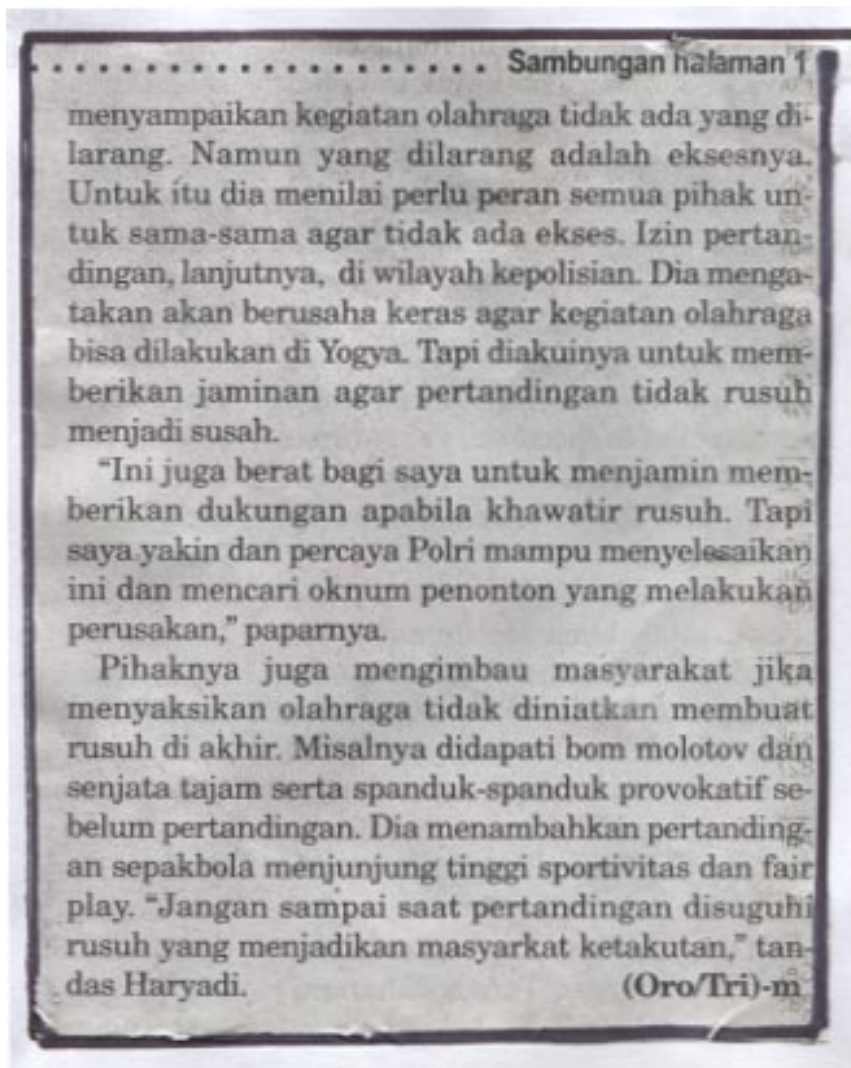 . . . . . . . . . . . . . . . . . . . . . Sambungan halaman 1
menyampaikan kegiatan olahraga tidak ada yang di-
larang. Namun yang dilarang adalah eksesnya.
Untuk itu dia menilai perlu peran semua pihak un-
tuk sama-sama agar tidak ada ekses. Izin pertan-
dingan, lanjutnya, di wilayah kepolisian. Dia menga-
takan akan berusaha keras agar kegiatan olahraga
bisa dilakukan di Yogya. Tapi diakuinya untuk mem-
berikan jaminan agar pertandingan tidak rusuh
menjadi susah.
"Ini juga berat bagi saya untuk menjamin mem-
berikan dukungan apabila khawatir rusuh. Tapi
saya yakin dan percaya Polri mampu menyelesaikan
ini dan mencari oknum penonton yang melakukan
perusakan," paparnya.
Pihaknya juga mengimbau masyarakat jika
menyaksikan olahraga tidak diniatkan membuat
rusuh di akhir. Misalnya didapati bom molotov dan
senjata tajam serta spanduk-spanduk provokatif se-
belum pertandingan. Dia menambahkan pertanding-
an sepakbola menjunjung tinggi sportivitas dan fair
play. "Jangan sampai saat pertandingan disuguhi
rusuh yang menjadikan masyarkat ketakutan," tan-
das Haryadi. (Oro/Tri)-m